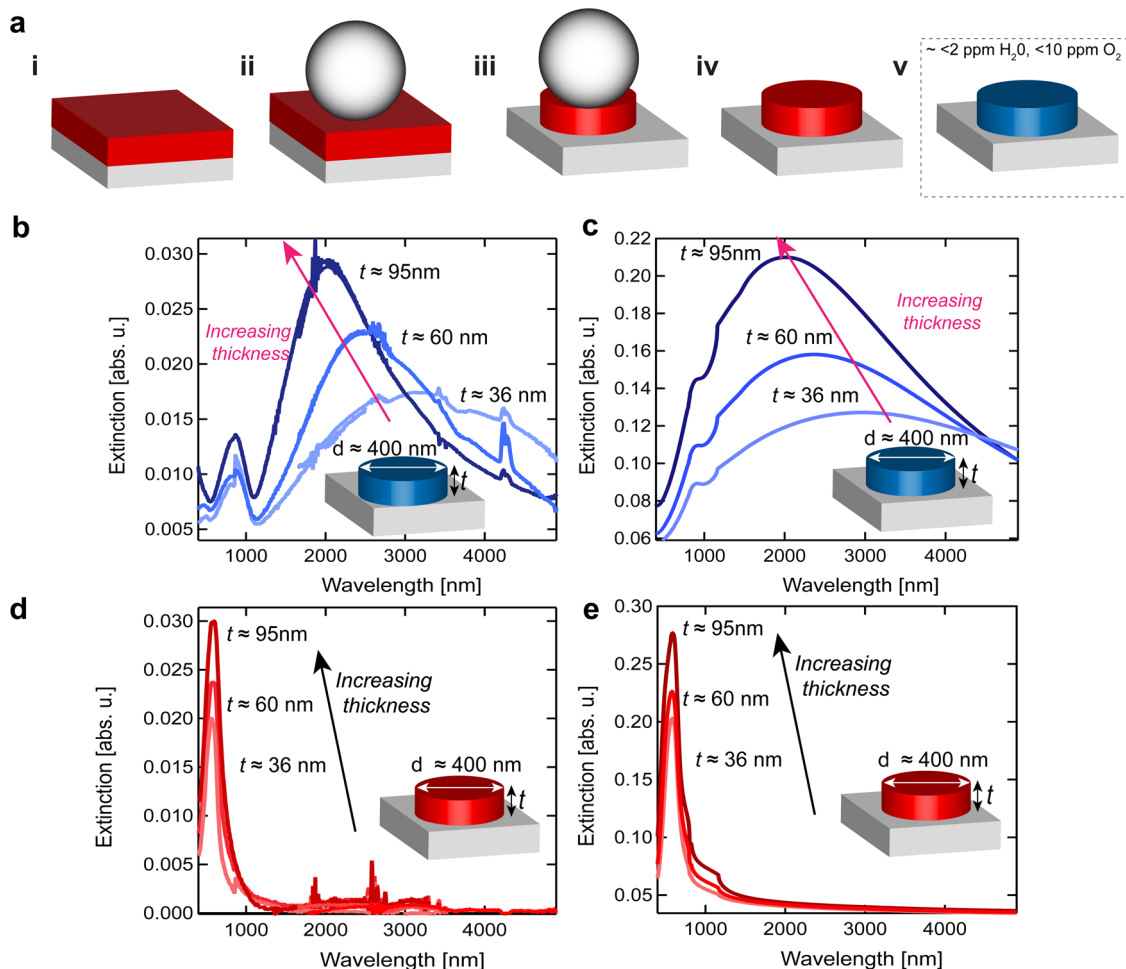 a
i
ii
iii
iv
v
~ <2 ppm H₂0, <10 ppm O₂
b
Extinction [abs. u.]
0.030
0.025
0.020
0.015
0.010
0.005
t ≈ 95nm
Increasing
thickness
t ≈ 60 nm
t ≈ 36 nm
d ≈ 400 nm
t
1000
2000
3000
4000
Wavelength [nm]
c
Extinction [abs. u.]
0.22
0.20
0.16
0.12
0.10
0.08
0.06
t ≈ 95nm
Increasing
thickness
t ≈ 60 nm
t ≈ 36 nm
d ≈ 400 nm
t
1000
2000
3000
4000
Wavelength [nm]
d
Extinction [abs. u.]
0.030
0.025
0.020
0.015
0.010
0.005
0.000
t ≈ 95nm
Increasing
thickness
t ≈ 60 nm
t ≈ 36 nm
d ≈ 400 nm
t
1000
2000
3000
4000
Wavelength [nm]
e
Extinction [abs. u.]
0.30
0.25
0.20
0.15
0.10
0.05
t ≈ 95nm
Increasing
thickness
t ≈ 60 nm
t ≈ 36 nm
d ≈ 400 nm
t
1000
2000
3000
4000
Wavelength [nm]